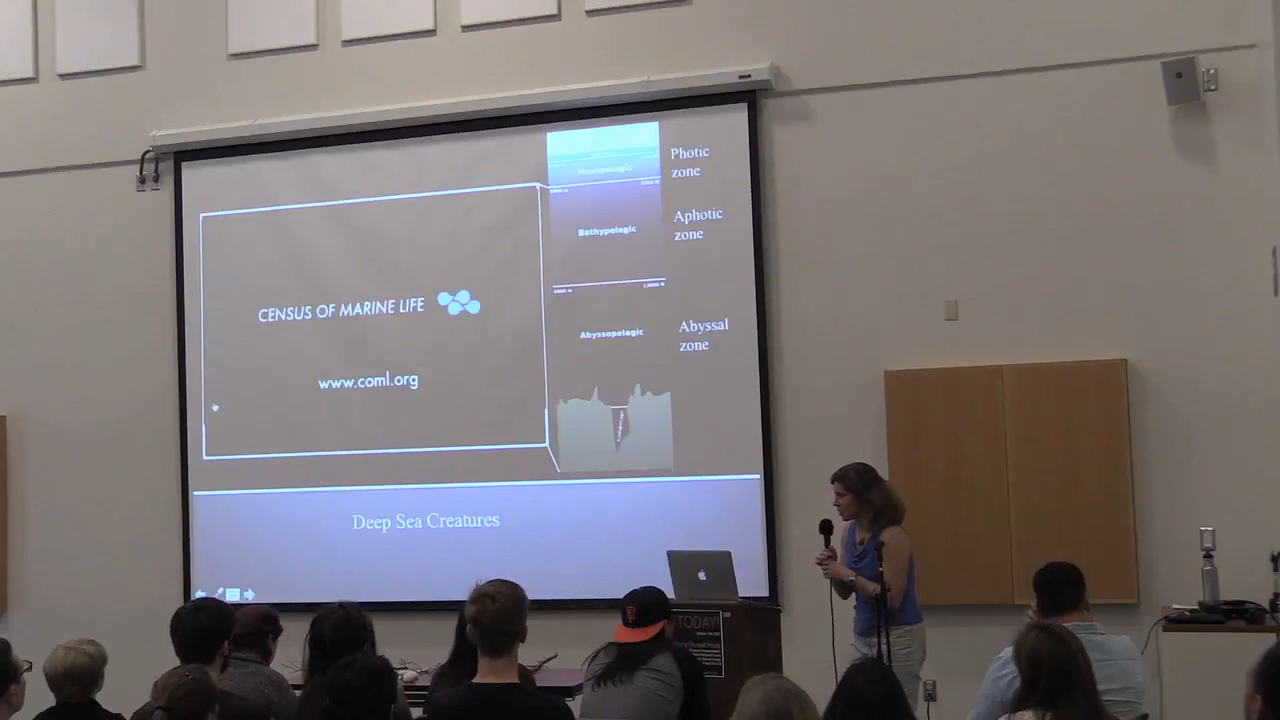 Photic
zone
Mesopelagic
Aphotic
zone
Bathypelagic
CENSUS OF MARINE LIFE
www.coml.org
Abyssopelagic
Abyssal
zone
Deep Sea Creatures
TODAY!